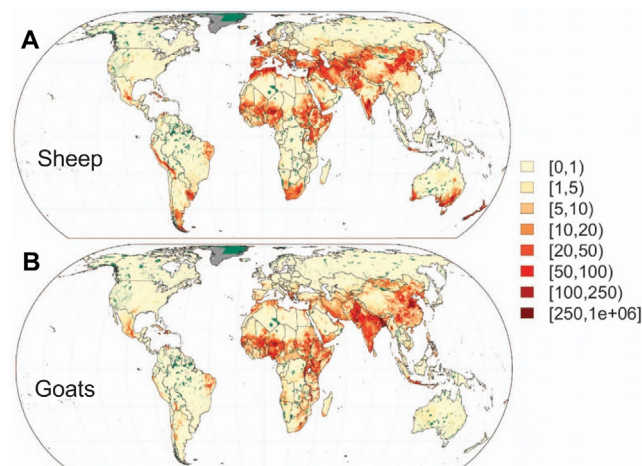 A
Sheep
[0,1)
[1,5)
[5,10)
[10,20)
[20,50)
[50,100)
[100,250)
[250,1e+06]
B
Goats